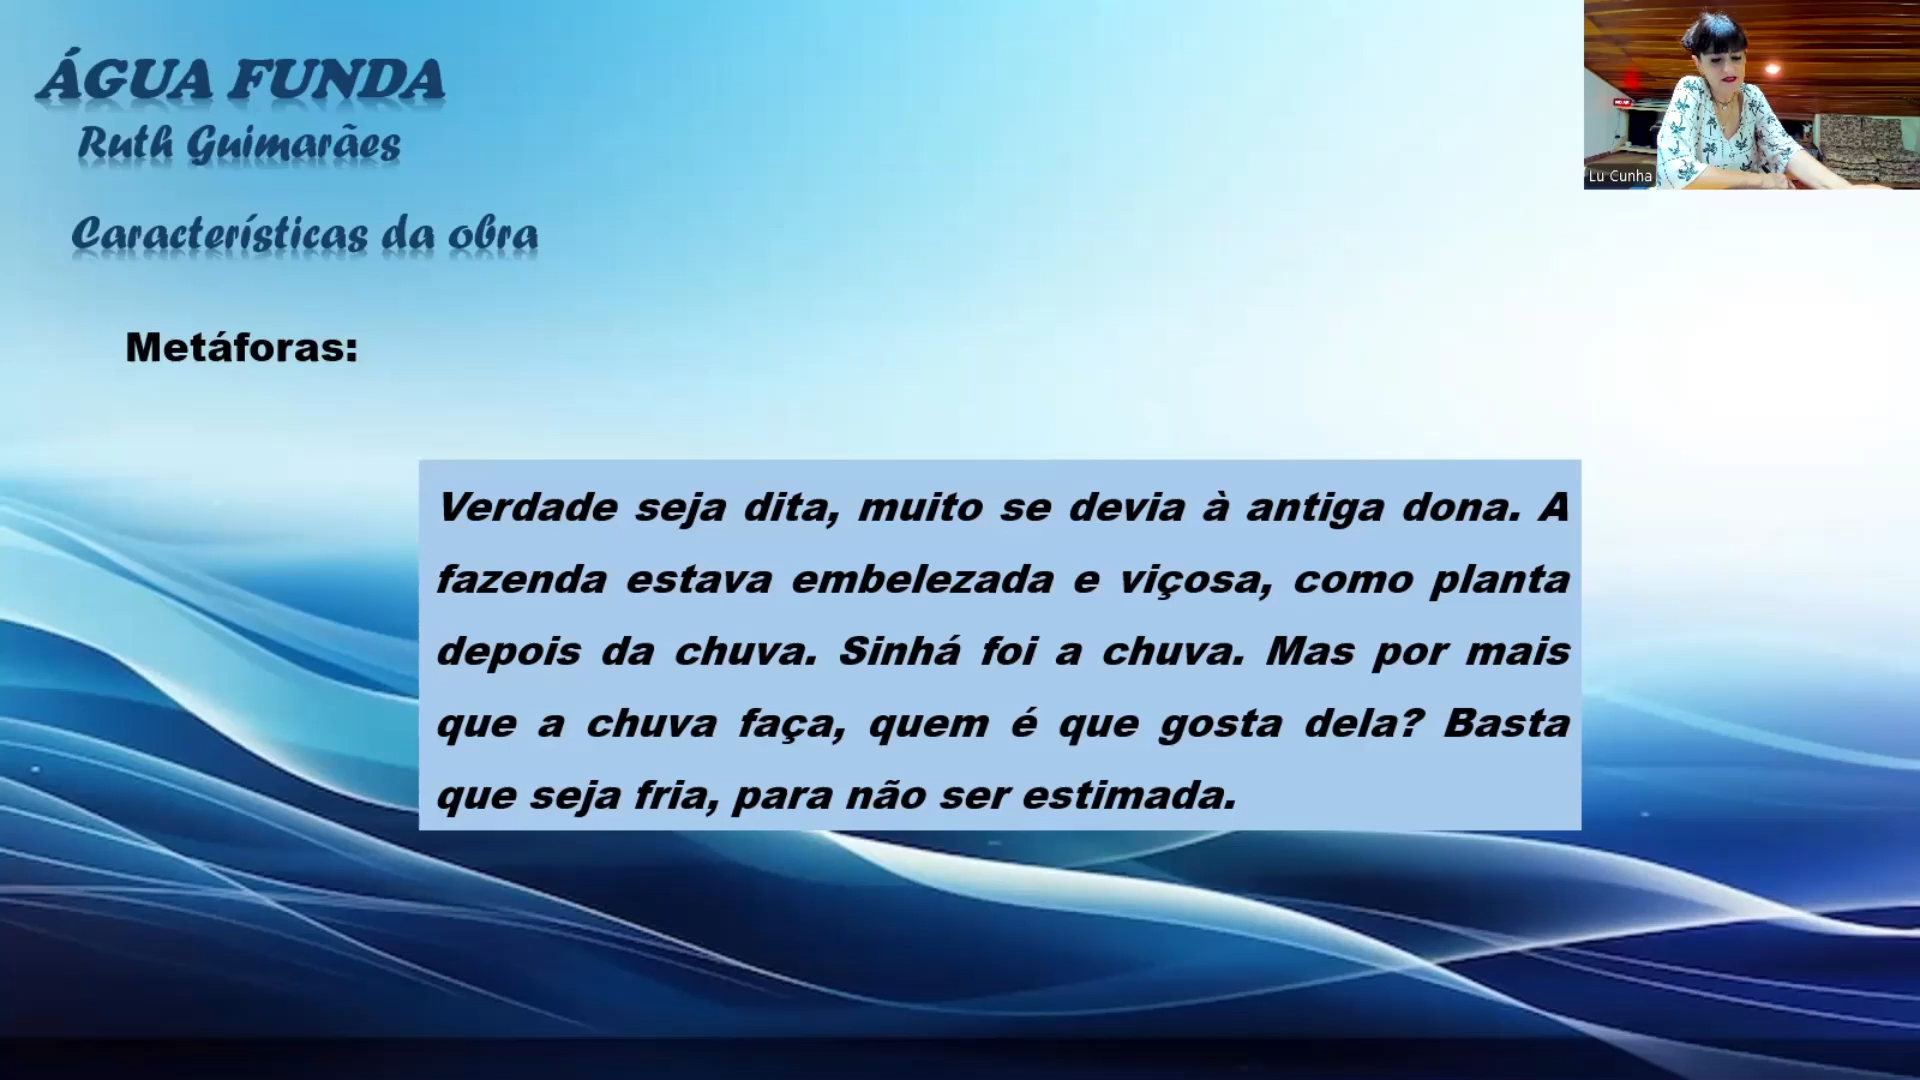 ÁGUA FUNDA
Ruth Guimarães
Características da obra
Metáforas:
Verdade seja dita, muito se devia à antiga dona. A
fazenda estava embelezada e viçosa, como planta
depois da chuva. Sinhá foi a chuva. Mas por mais
que a chuva faça, quem é que gosta dela? Basta
que seja fria, para não ser estimada.
Lu Cunha